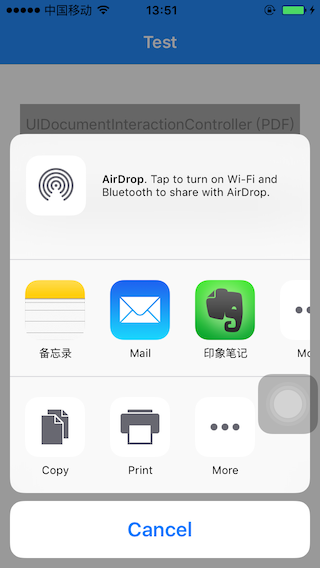 中国移动 13:51
Test
UIDocumentInteractionController (PDF)
AirDrop. Tap to turn on Wi-Fi and
Bluetooth to share with AirDrop.
备忘录 Mail 印象笔记 Mo
Copy Print More
Cancel